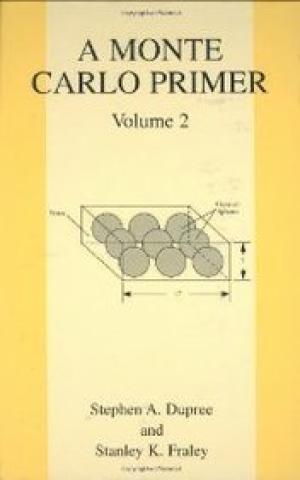 A MONTE
CARLO PRIMER
Volume 2
Stephen A. Dupree
and
Stanley K. Fraley